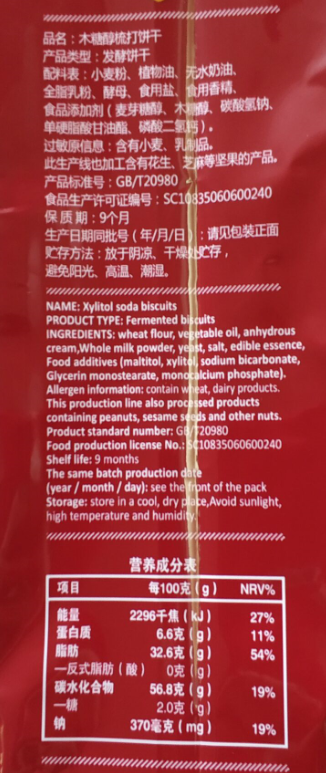 品名：木糖醇梳打饼干
产品类型：发酵饼干
配料表：小麦粉、植物油、无水奶油、
全脂乳粉、酵母、食用盐、食用香精、
食品添加剂（麦芽糖醇、木糖醇、碳酸氢钠、
单硬脂酸甘油酯、磷酸二氢钙）。
过敏原信息：含有小麦、乳制品。
此生产线也加工含有花生、芝麻等坚果的产品。
产品标准号：GB/T20980
食品生产许可证编号：SC10835060600240
保质期：9个月
生产日期同批号（年/月/日）：请见包装正面
贮存方法：放于阴凉、干燥处贮存，
避免阳光、高温、潮湿。
NAME: Xylitol soda biscuits
PRODUCT TYPE: Fermented biscuits
INGREDIENTS: wheat flour, vegetable oil, anhydrous
cream,Whole milk powder, yeast, salt, edible essence,
Food additives (maltitol, xylitol, sodium bicarbonate,
Glycerin monostearate, monocalcium phosphate).
Allergen information: contain wheat, dairy products.
This production line also processed products
containing peanuts, sesame seeds and other nuts.
Product standard number: GB/T20980
Food production license No.: SC10835060600240
Shelf life: 9 months
The same batch production date
(year / month / day): see the front of the pack
Storage: store in a cool, dry place,Avoid sunlight,
high temperature and humidity.
营养成分表
项目 每100克（g） NRV%
能量 2296千焦（kJ） 27%
蛋白质 6.6克（g） 11%
脂肪 32.6克（g） 54%
—反式脂肪（酸） 0克（g）
碳水化合物 56.8克（g） 19%
—糖 2.0克（g）
钠 370毫克（mg） 19%